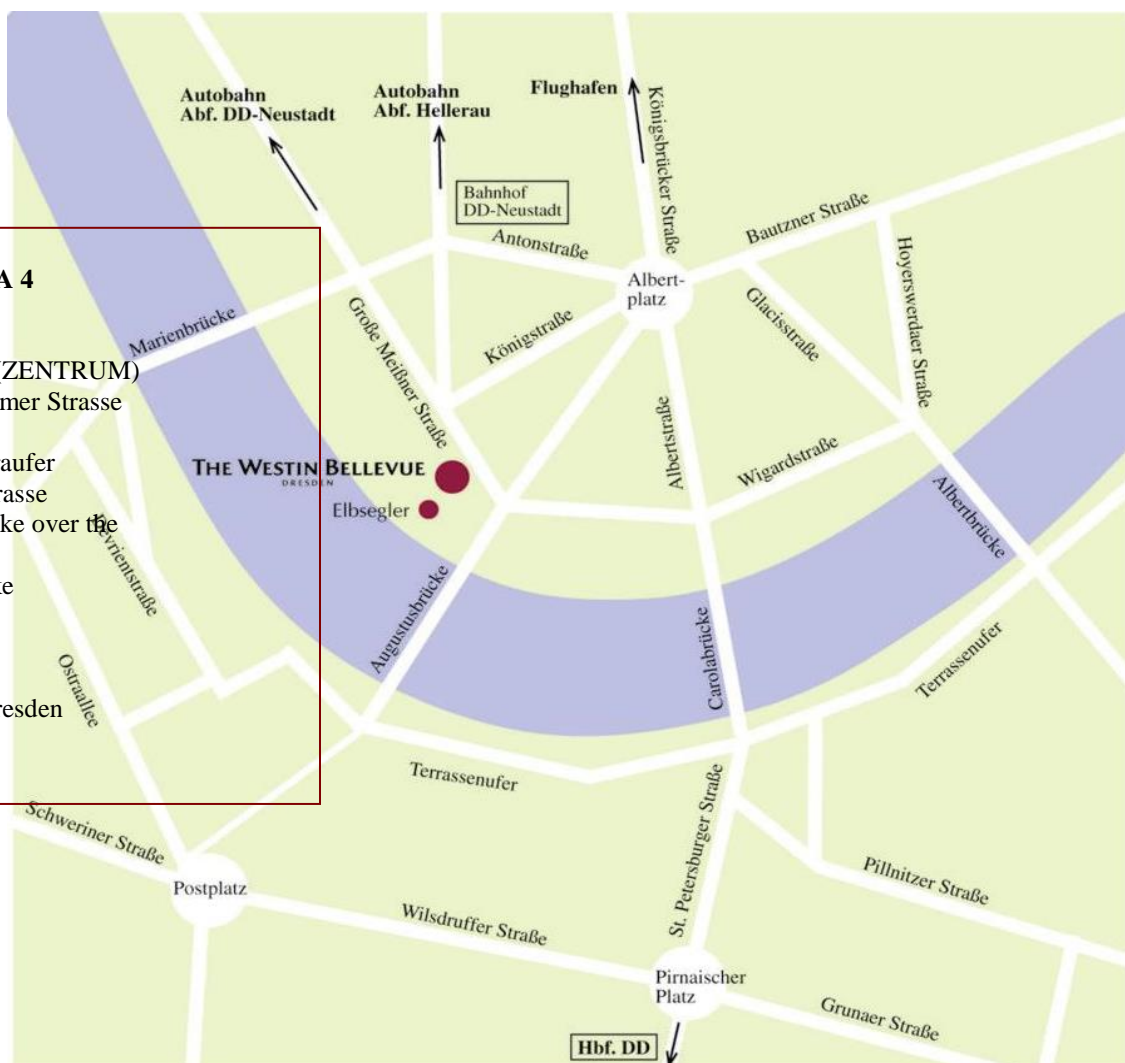 Autobahn
Abf. DD-Neustadt
Autobahn
Abf. Hellerau
Flughafen
Königsbrücker Straße
Bahnhof
DD-Neustadt
Antonstraße
Bautzner Straße
Hoyerswerdaer Straße
Albert-
platz
Glacisstraße
A 4
Marienbrücke
Große Meißner Straße
Königstraße
(ZENTRUM)
mer Strasse
raufer
rasse
ke over the
ke
resden
THE WESTIN BELLEVUE
DRESDEN
Elbsegler
Albertstraße
Wigardstraße
Albertbrücke
Devrientstraße
Augustusbrücke
Carolabrücke
Terrassenufer
Ostraallee
Terrassenufer
Schweriner Straße
Postplatz
Wilsdruffer Straße
St. Petersburger Straße
Pillnitzer Straße
Pirnaischer
Platz
Grunaer Straße
Hbf. DD